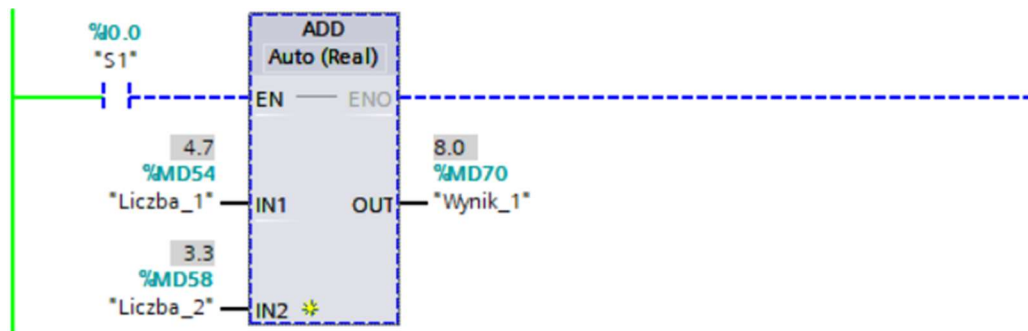 %I0.0
"S1"
ADD
Auto (Real)
EN ENO
4.7
%MD54
"Liczba_1"
IN1
OUT
8.0
%MD70
"Wynik_1"
3.3
%MD58
"Liczba_2"
IN2